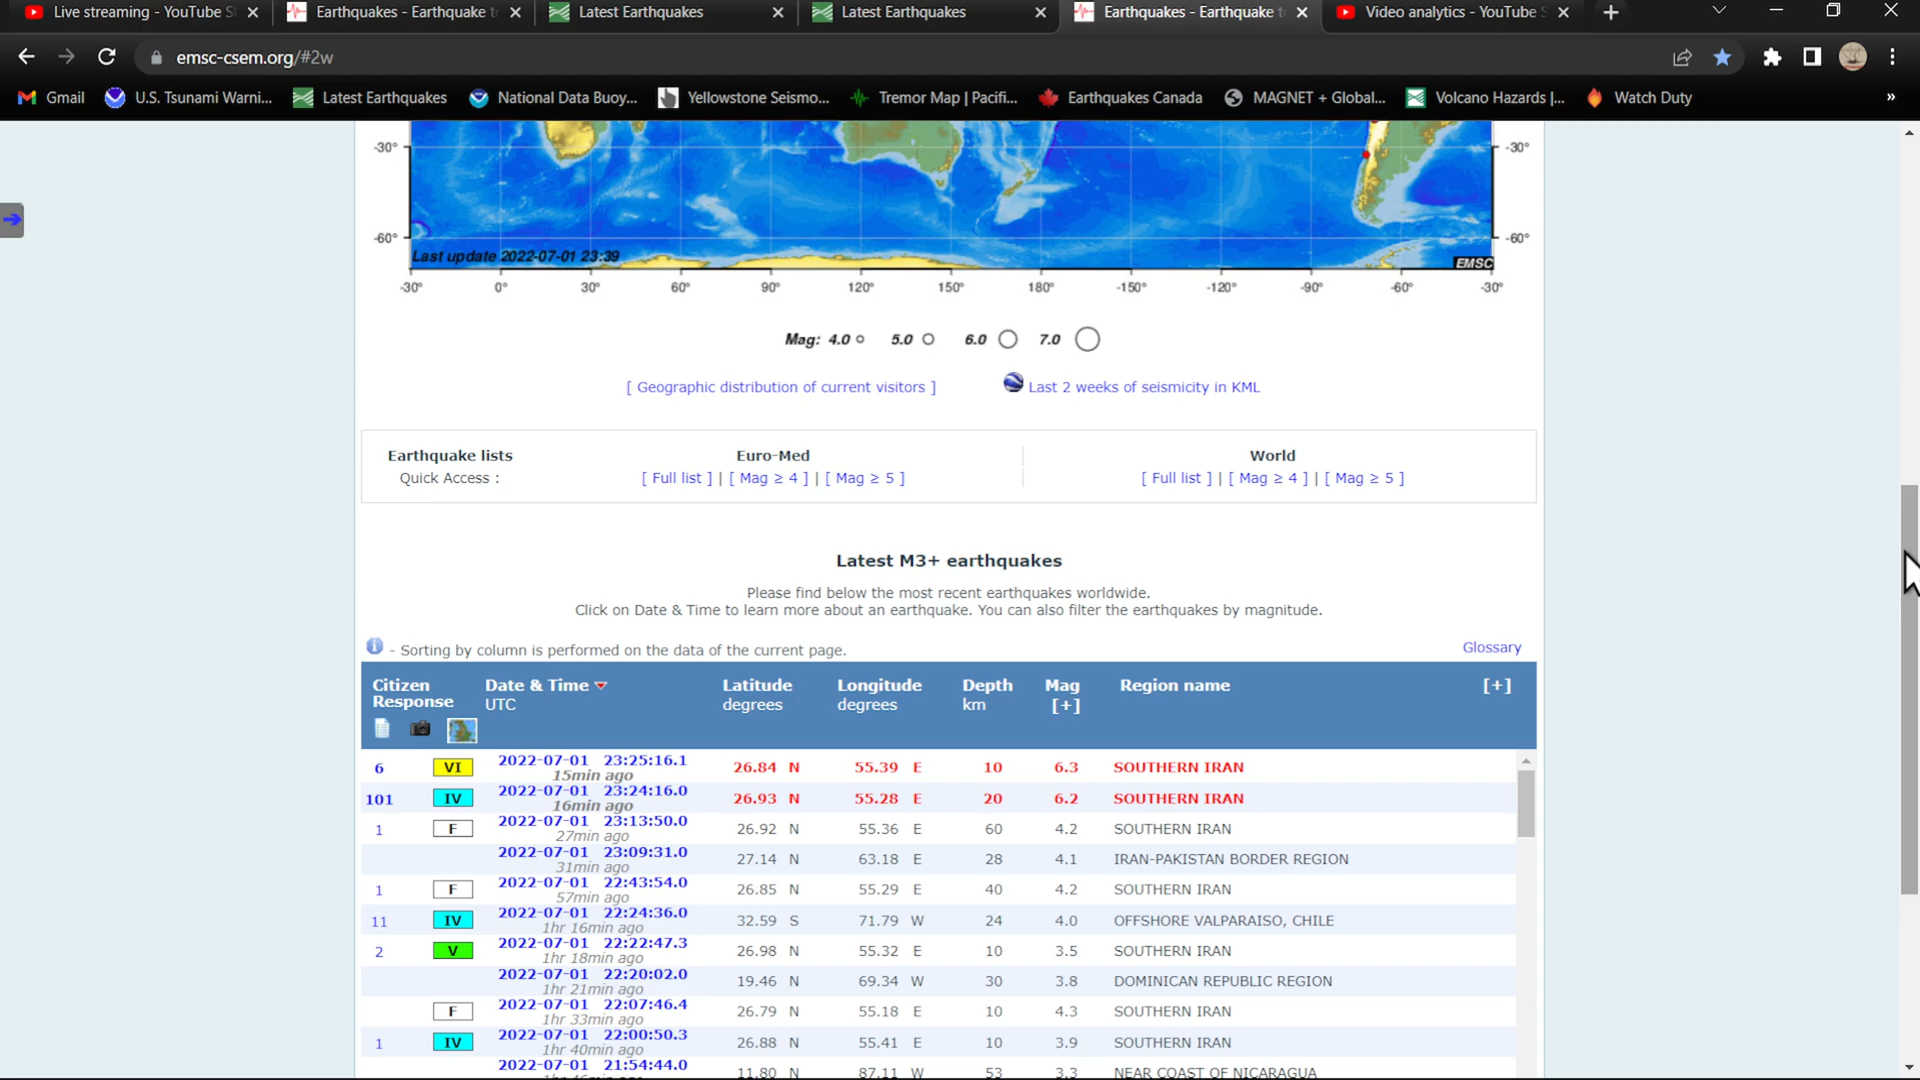 Live streaming - YouTube S
Earthquakes - Earthquake t
Latest Earthquakes
Latest Earthquakes
Earthquakes - Earthquake t
Video analytics - YouTube S
emsc-csem.org/#2w
Gmail
U.S. Tsunami Warni...
Latest Earthquakes
National Data Buoy...
Yellowstone Seismo...
Tremor Map | Pacifi...
Earthquakes Canada
MAGNET + Global...
Volcano Hazards |...
Watch Duty
»
-30° -30°
-60° -60°
Last update 2022-07-01 23:39
EMSC
-30° 0° 30° 60° 90° 120° 150° 180° -150° -120° -90° -60° -30°
Mag: 4.0 5.0 6.0 7.0
[ Geographic distribution of current visitors ] Last 2 weeks of seismicity in KML
Earthquake lists Euro-Med World
Quick Access : [ Full list ] | [ Mag ≥ 4 ] | [ Mag ≥ 5 ] [ Full list ] | [ Mag ≥ 4 ] | [ Mag ≥ 5 ]
Latest M3+ earthquakes
Please find below the most recent earthquakes worldwide.
Click on Date & Time to learn more about an earthquake. You can also filter the earthquakes by magnitude.
- Sorting by column is performed on the data of the current page. Glossary
Citizen Date & Time Latitude Longitude Depth Mag Region name [+]
Response UTC degrees degrees km [+]
6 VI 2022-07-01 23:25:16.1 26.84 N 55.39 E 10 6.3 SOUTHERN IRAN
15min ago
101 IV 2022-07-01 23:24:16.0 26.93 N 55.28 E 20 6.2 SOUTHERN IRAN
16min ago
1 F 2022-07-01 23:13:50.0 26.92 N 55.36 E 60 4.2 SOUTHERN IRAN
27min ago
2022-07-01 23:09:31.0 27.14 N 63.18 E 28 4.1 IRAN-PAKISTAN BORDER REGION
31min ago
1 F 2022-07-01 22:43:54.0 26.85 N 55.29 E 40 4.2 SOUTHERN IRAN
57min ago
11 IV 2022-07-01 22:24:36.0 32.59 S 71.79 W 24 4.0 OFFSHORE VALPARAISO, CHILE
1hr 16min ago
2 V 2022-07-01 22:22:47.3 26.98 N 55.32 E 10 3.5 SOUTHERN IRAN
1hr 18min ago
2022-07-01 22:20:02.0 19.46 N 69.34 W 30 3.8 DOMINICAN REPUBLIC REGION
1hr 21min ago
F 2022-07-01 22:07:46.4 26.79 N 55.18 E 10 4.3 SOUTHERN IRAN
1hr 33min ago
1 IV 2022-07-01 22:00:50.3 26.88 N 55.41 E 10 3.9 SOUTHERN IRAN
1hr 40min ago
2022-07-01 21:54:44.0 11.80 N 87.11 W 53 3.3 NEAR COAST OF NICARAGUA